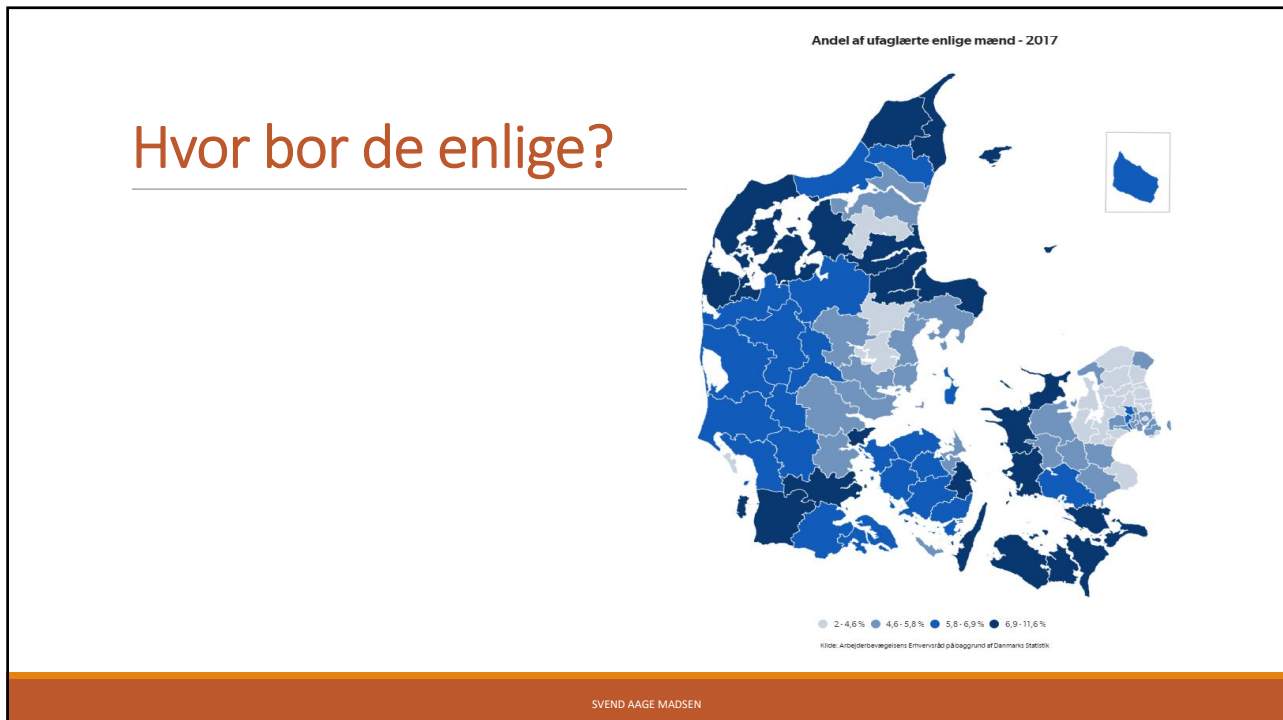 Andel af ufaglærte enlige mænd - 2017
Hvor bor de enlige?
2 - 4,6 % 4,6 - 5,8 % 5,8 - 6,9 % 6,9 - 11,6 %
Kilde: Arbejderbevægelsens Erhvervsråd på baggrund af Danmarks Statistik
SVEND AAGE MADSEN